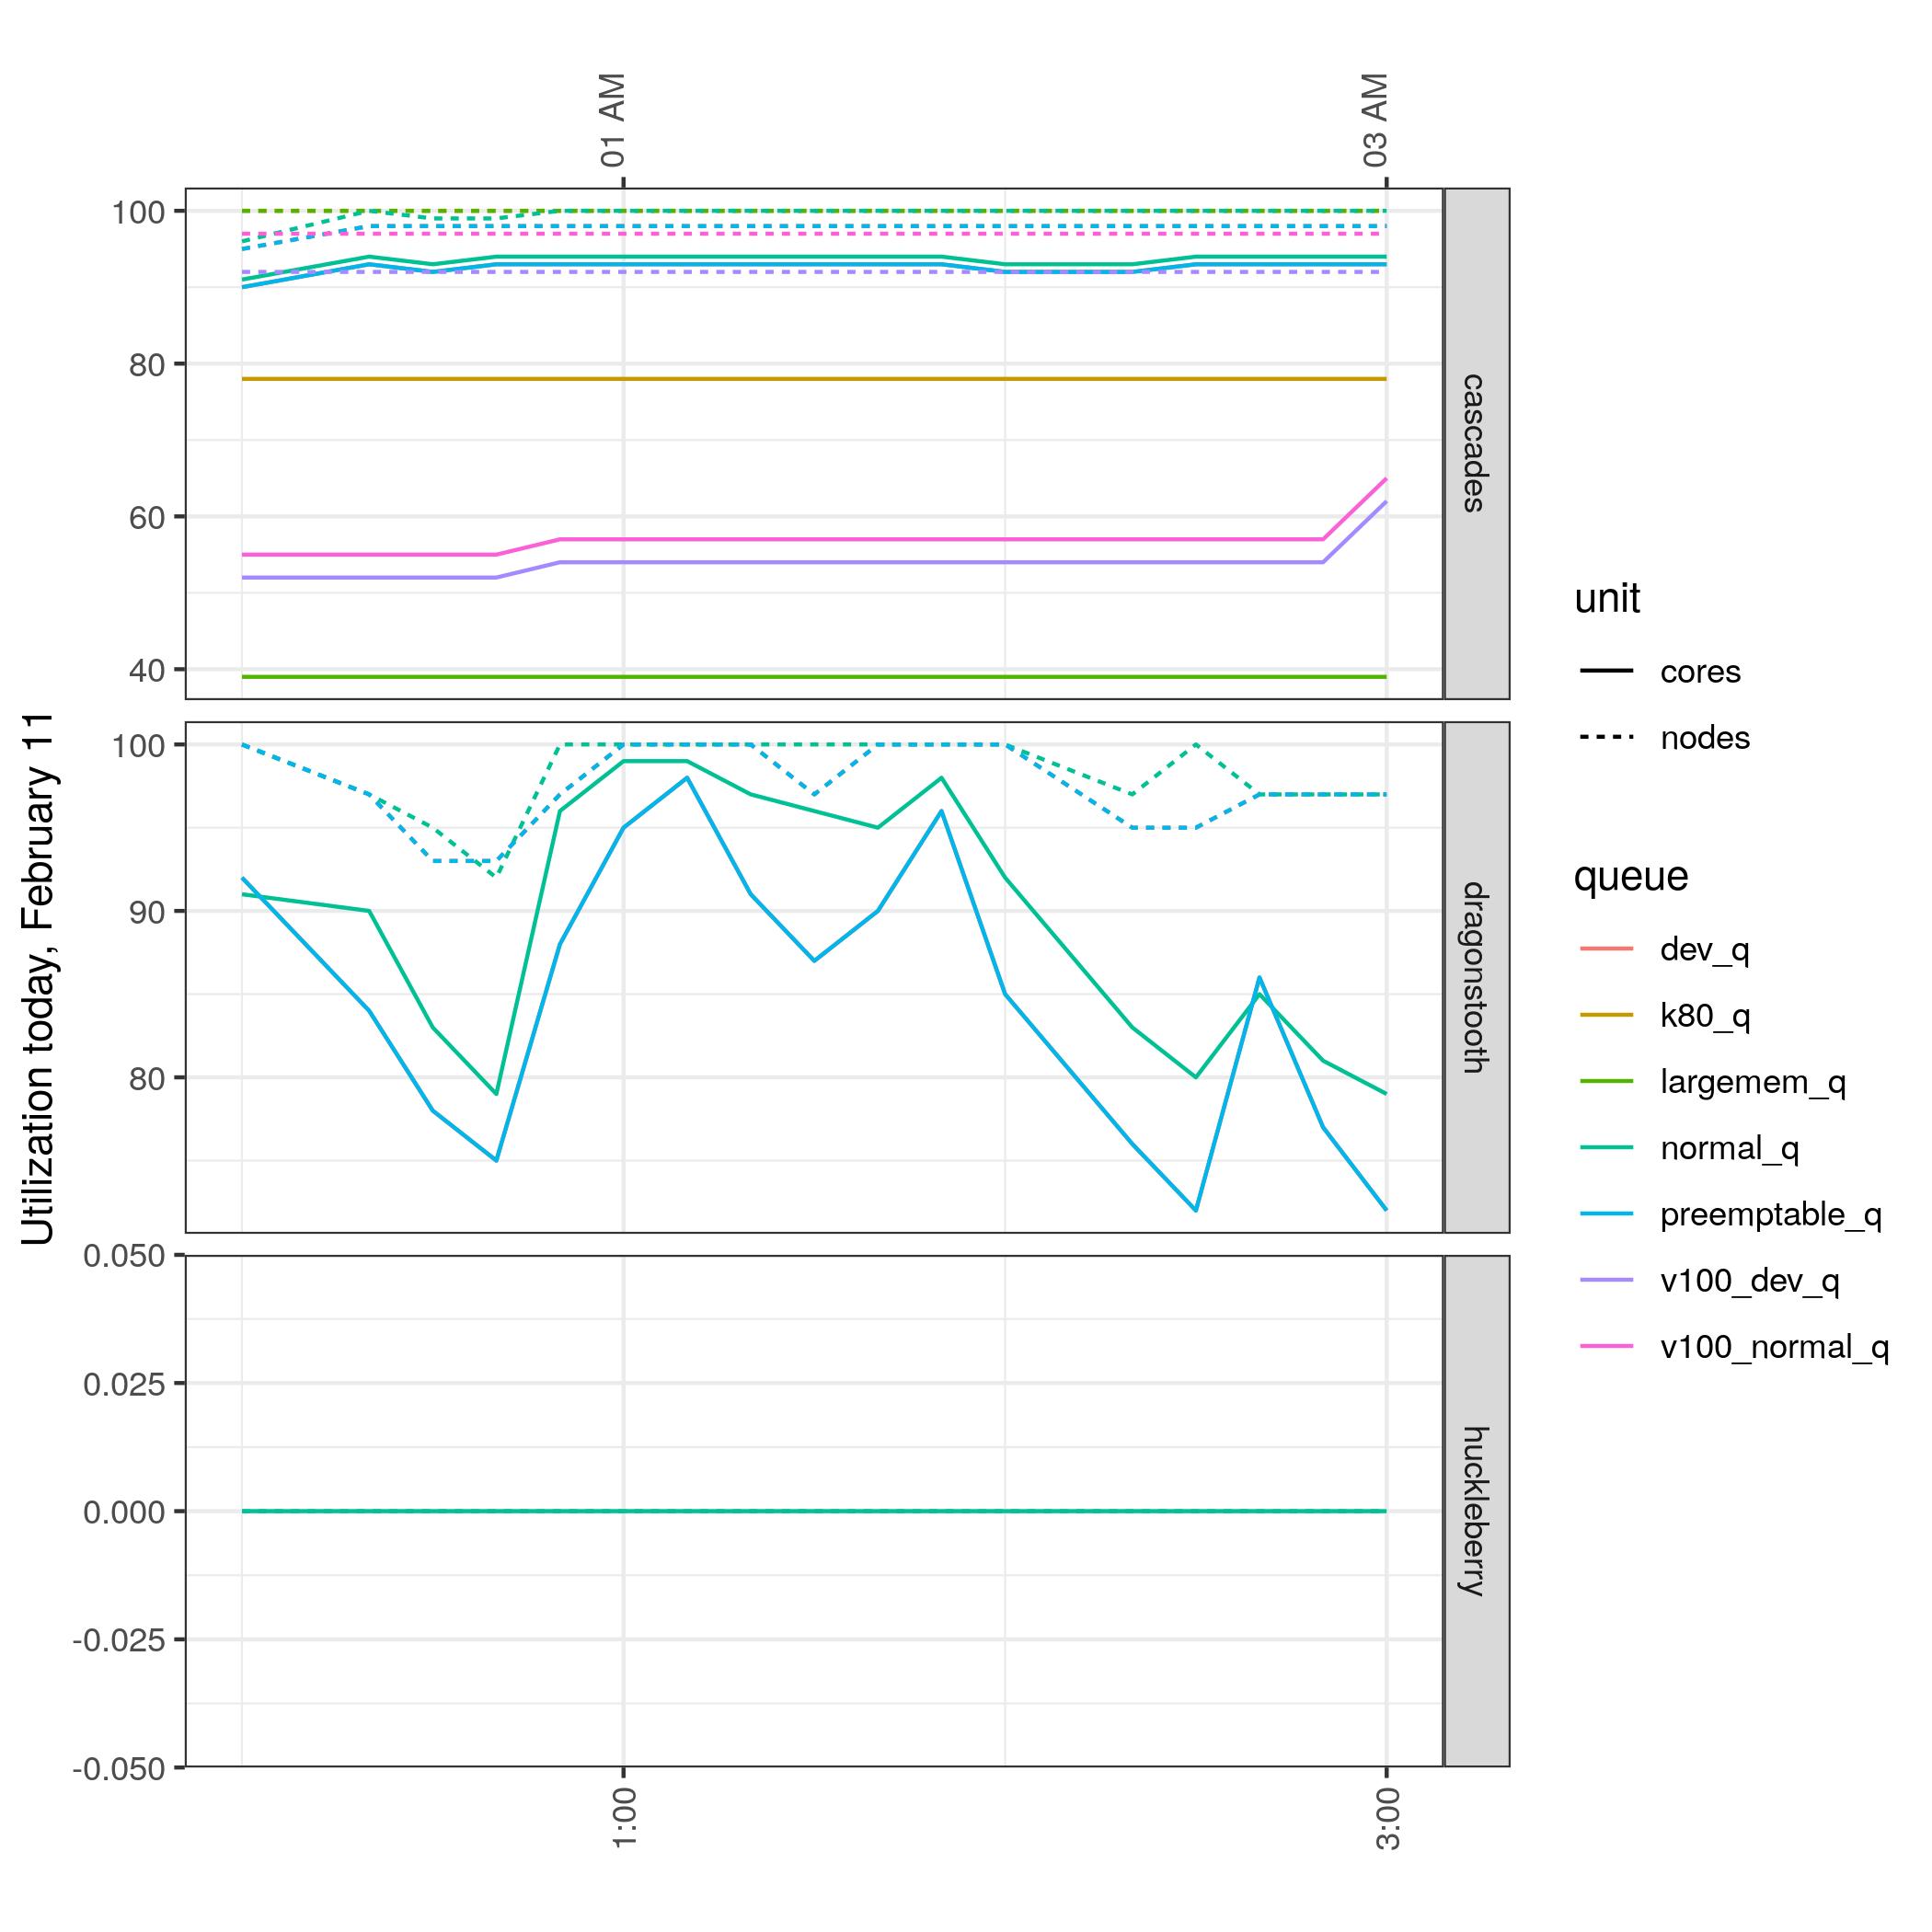 01 AM
03 AM
100
80
60
40
cascades
100
90
80
dragonstooth
0.050
0.025
0.000
-0.025
-0.050
huckleberry
1:00
3:00
Utilization today, February 11
unit
cores
nodes
queue
dev_q
k80_q
largemem_q
normal_q
preemptable_q
v100_dev_q
v100_normal_q